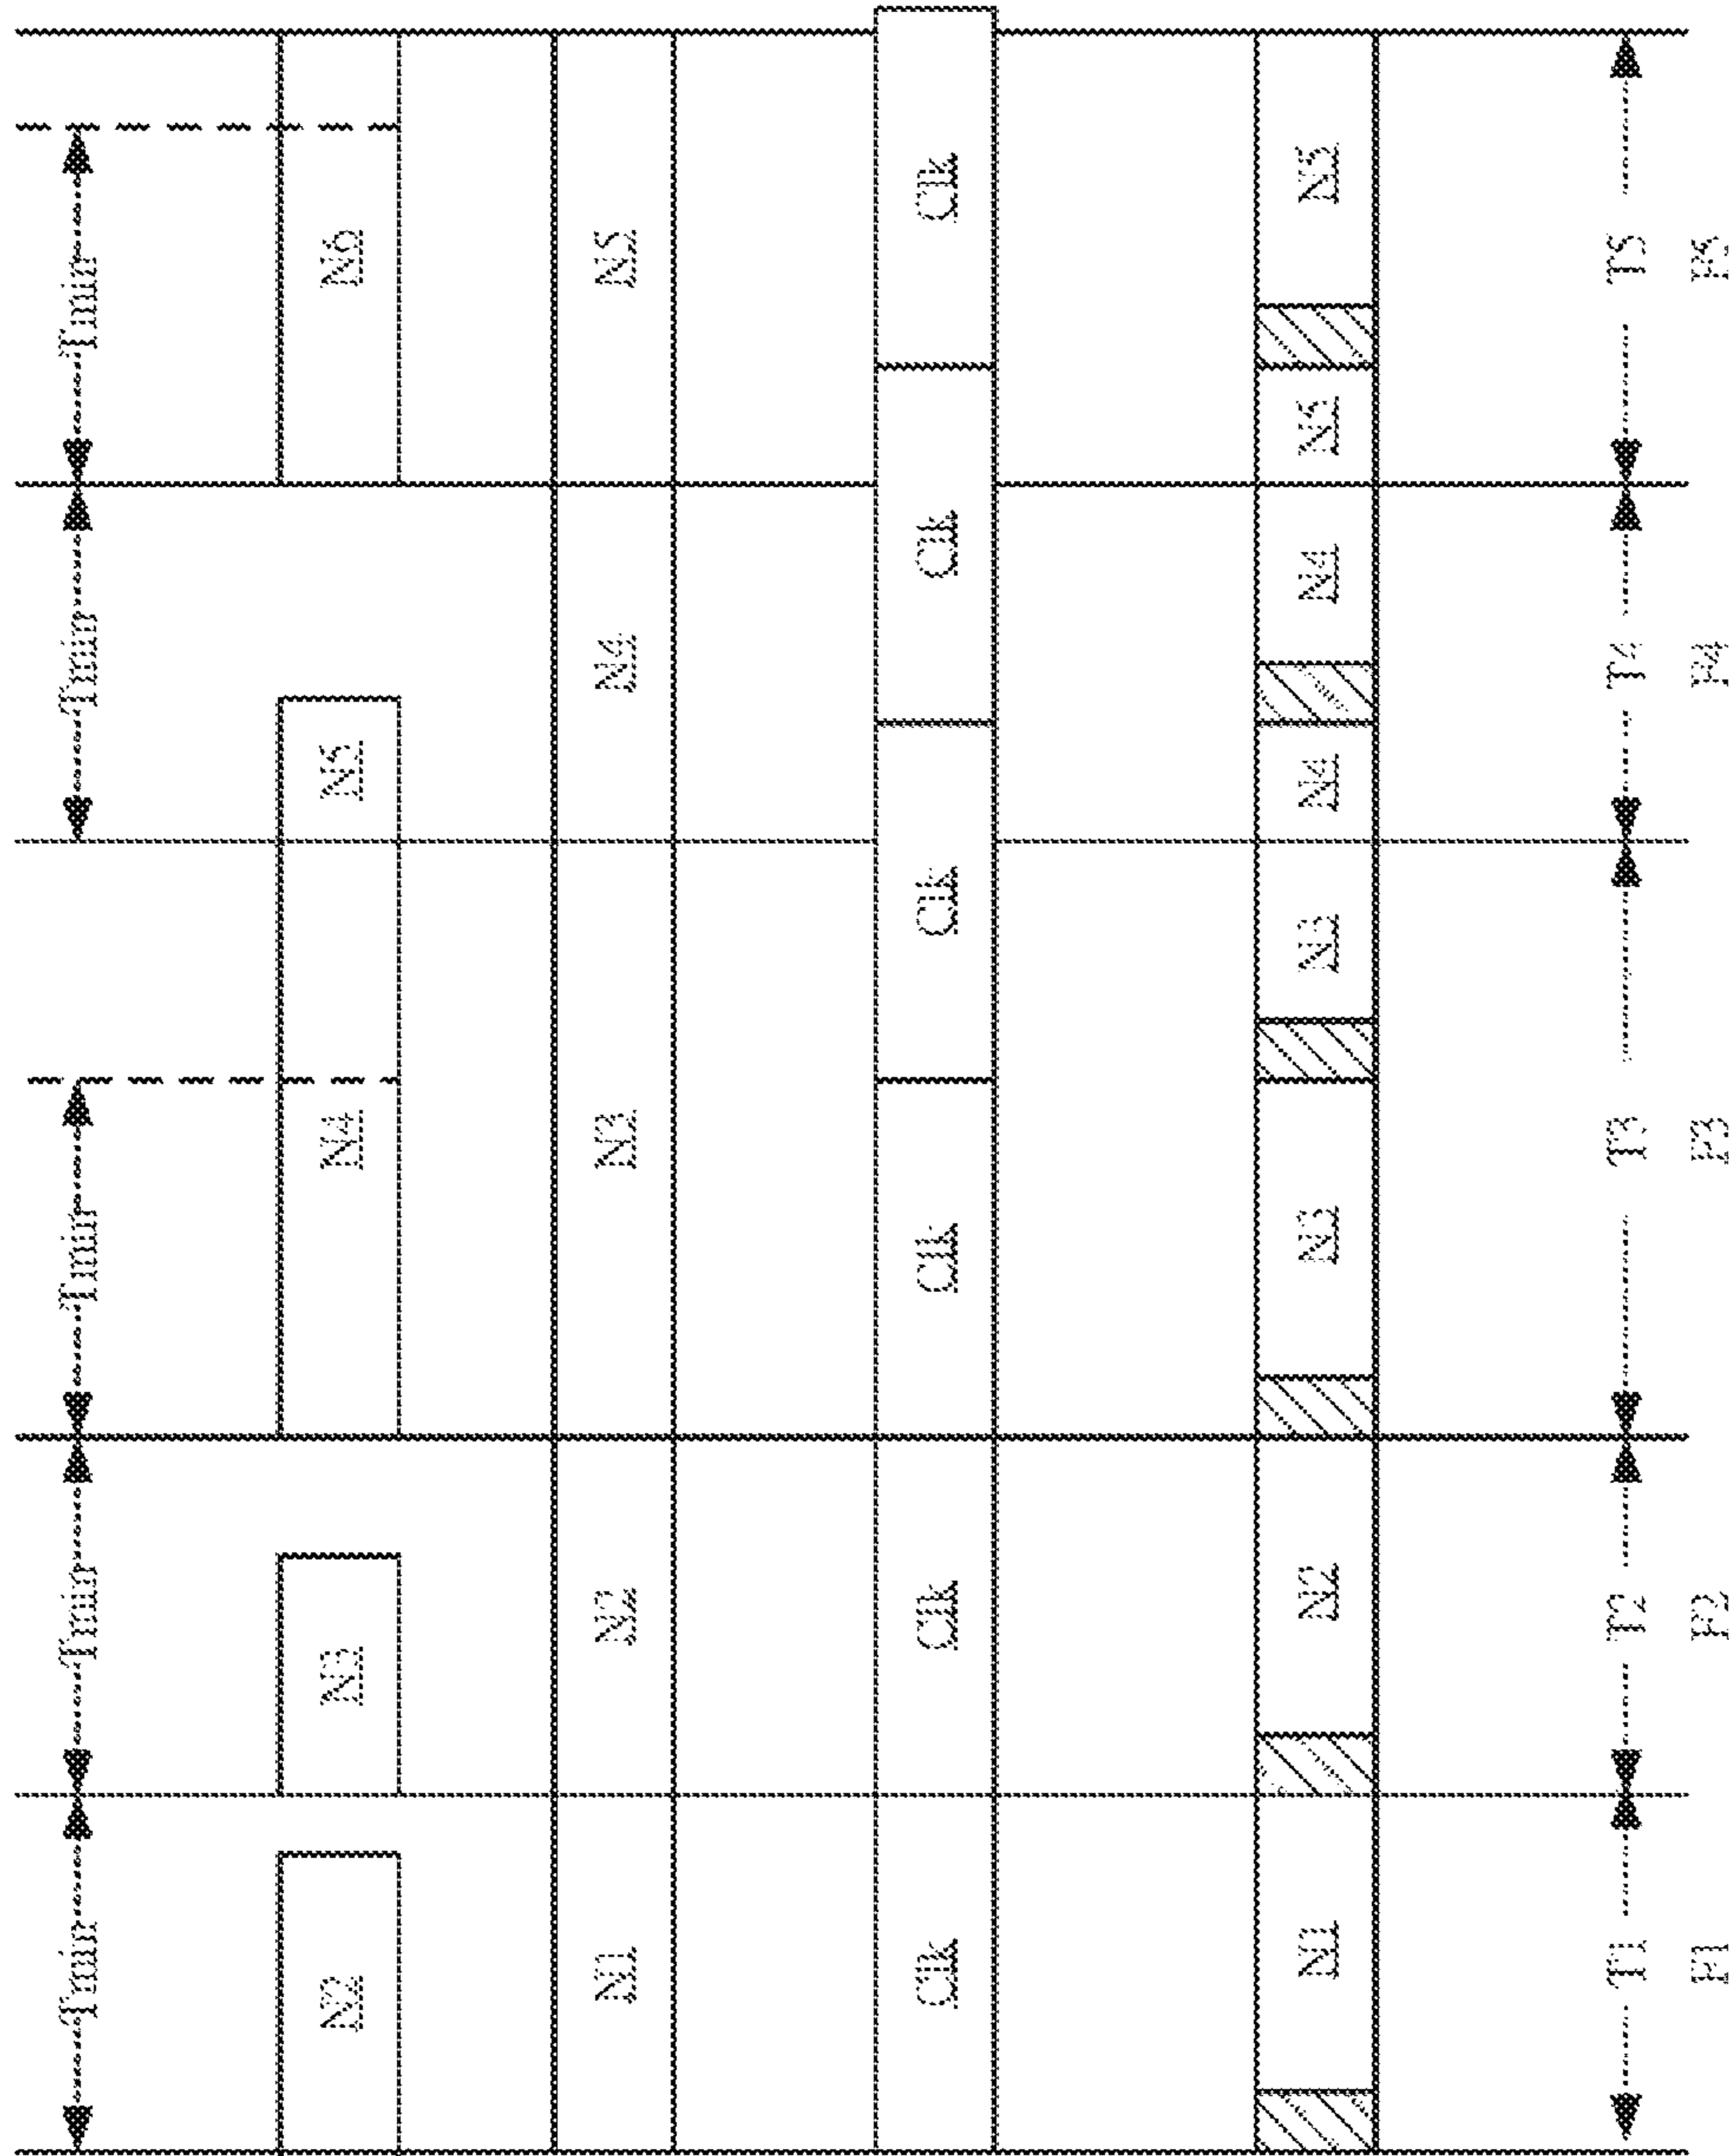 Tmin Tmin Tmin Tmin Tmin
N2 N3 N4 N5 N6
N1 N2 N3 N4 N5
Clk Clk Clk Clk Clk Clk
N1 N2 N3 N3 N4 N4 N5 N5
T1 T2 T3 T4 T5
F1 F2 F3 F4 F5